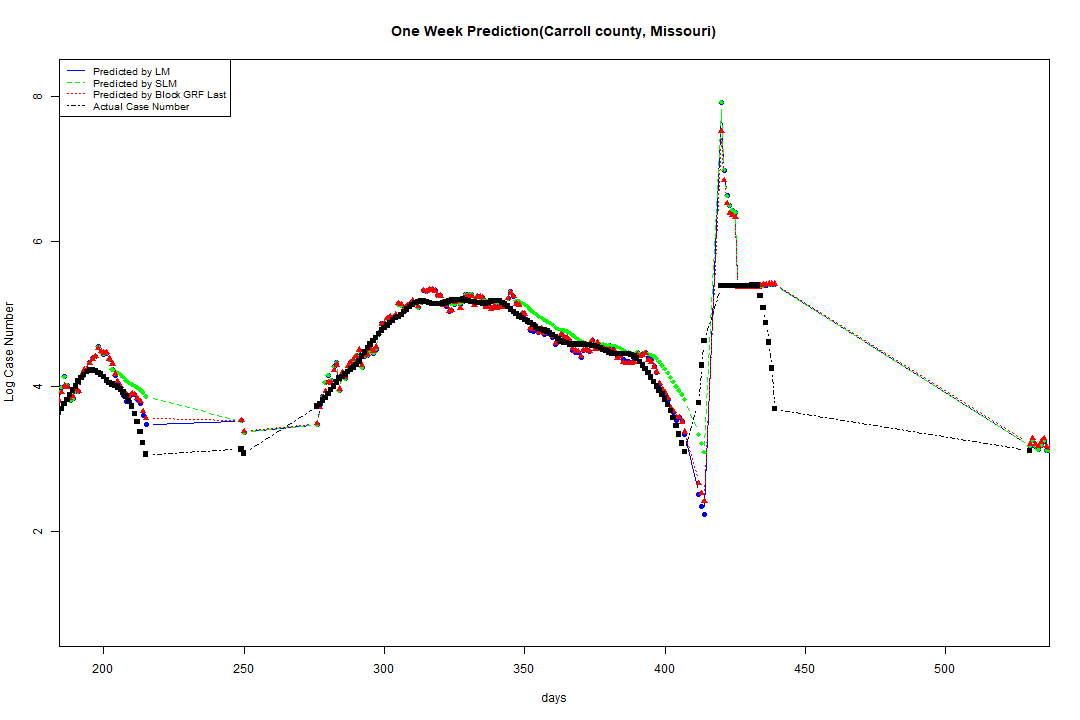 One Week Prediction(Carroll county, Missouri)
Predicted by LM
Predicted by SLM
Predicted by Block GRF Last
Actual Case Number
8
6
4
2
Log Case Number
200 250 300 350 400 450 500
days